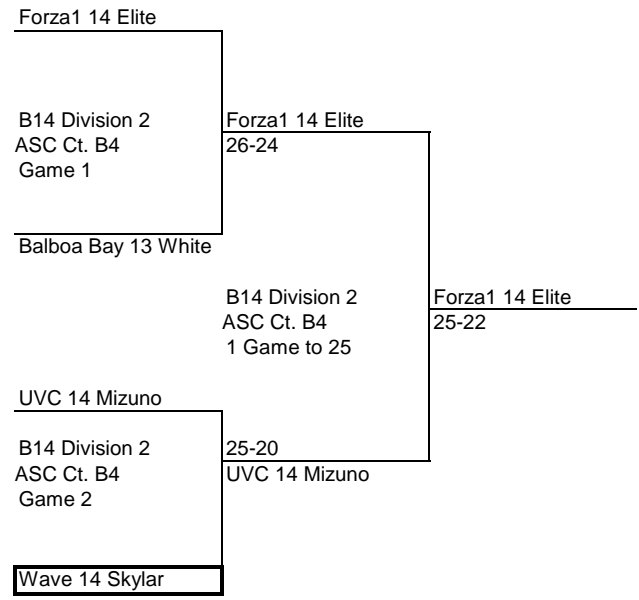 Forza1 14 Elite
B14 Division 2
ASC Ct. B4
Game 1
Forza1 14 Elite
26-24
Balboa Bay 13 White
B14 Division 2
ASC Ct. B4
1 Game to 25
Forza1 14 Elite
25-22
UVC 14 Mizuno
B14 Division 2
ASC Ct. B4
Game 2
25-20
UVC 14 Mizuno
Wave 14 Skylar